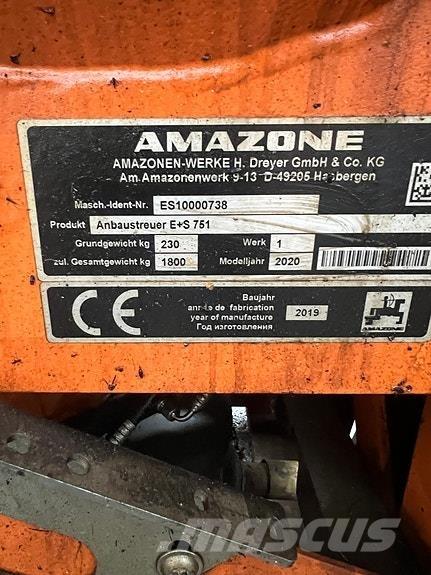 AMAZONE
AMAZONEN-WERKE H. Dreyer GmbH & Co. KG
Am Amazonenwerk 9-13 D-49205 Hasbergen
Masch.-Ident-Nr. ES10000738
Produkt Anbaustreuer E+S 751
Grundgewicht kg 230 Werk 1
zul. Gesamtgewicht kg 1800 Modelljahr 2020
CE
Baujahr
année de fabrication
year of manufacture
Год изготовления
2019
AMAZONE
mascus